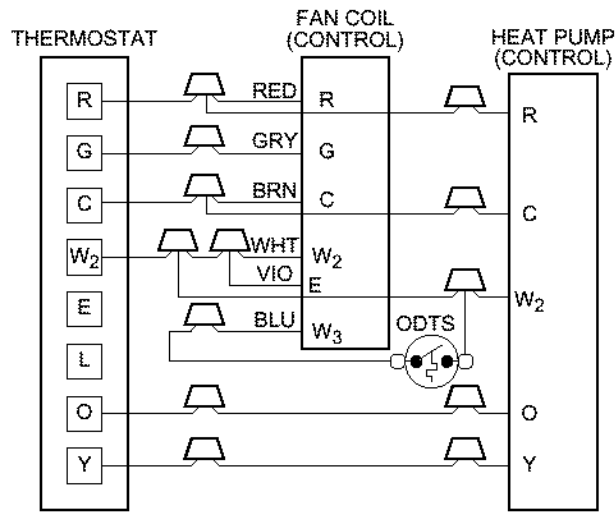 THERMOSTAT
FAN COIL
(CONTROL)
HEAT PUMP
(CONTROL)
R
RED
R
R
G
GRY
G
C
BRN
C
C
W2
WHT
W2
VIO
E
W2
E
BLU
W3
ODTS
L
O
O
Y
Y